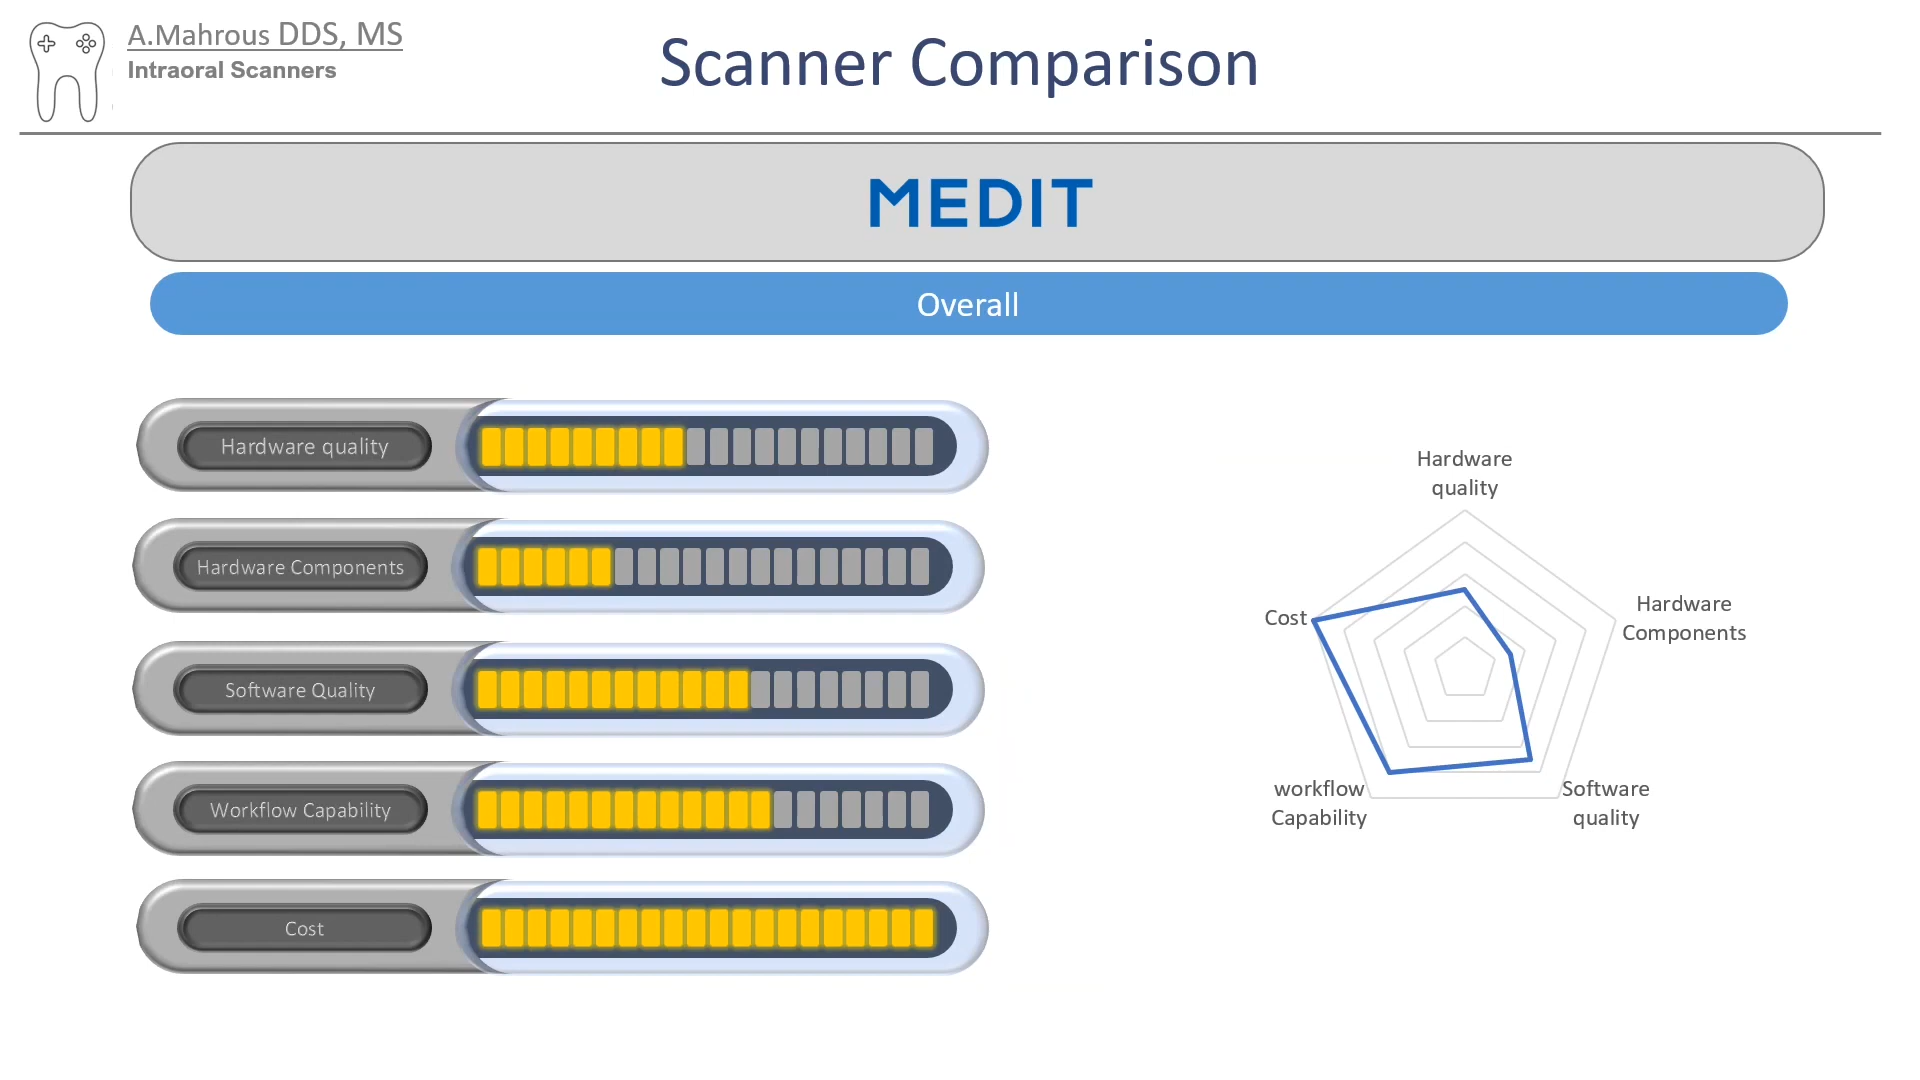 A.Mahrous DDS, MS
Intraoral Scanners
Scanner Comparison
MEDIT
Overall
Hardware quality
Hardware Components
Software Quality
Workflow Capability
Cost
Hardware
quality
Hardware
Components
Cost
workflow
Capability
Software
quality